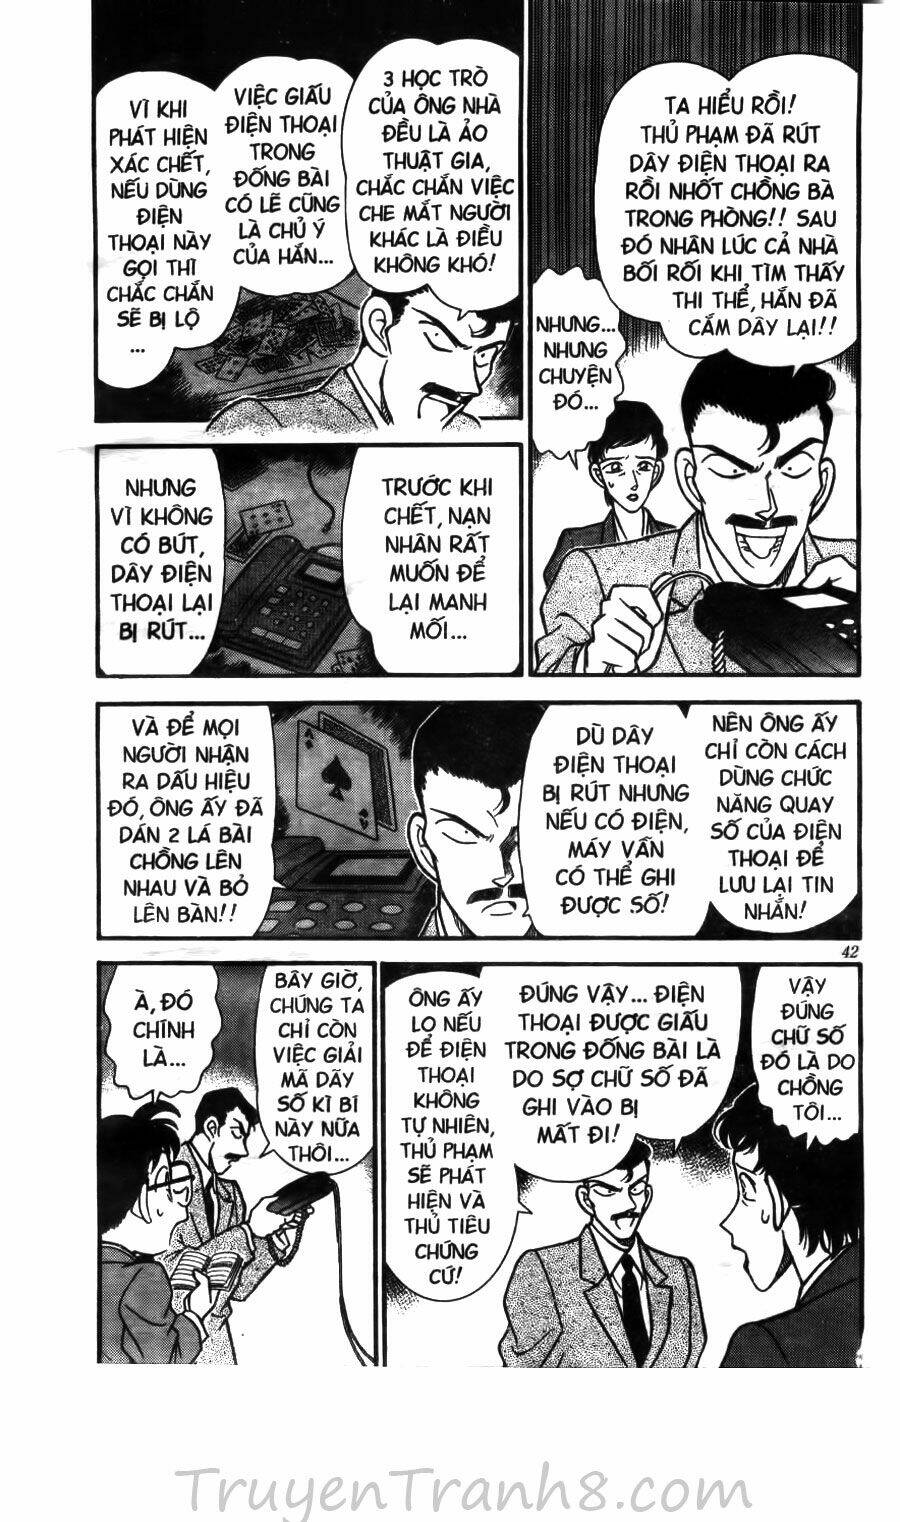 TA HIỂU RỒI!
THỦ PHẠM ĐÃ RÚT
DÂY ĐIỆN THOẠI RA
RỒI NHỐT CHỒNG BÀ
TRONG PHÒNG!! SAU
ĐÓ NHÂN LÚC CẢ NHÀ
BỐI RỐI KHI TÌM THẤY
THI THỂ, HẮN ĐÃ
CẮM DÂY LẠI!!
NHƯNG...
NHƯNG
CHUYỆN
ĐÓ...
3 HỌC TRÒ
CỦA ÔNG NHÀ
ĐỀU LÀ ẢO
THUẬT GIA,
CHẮC CHẮN VIỆC
CHE MẮT NGƯỜI
KHÁC LÀ ĐIỀU
KHÔNG KHÓ!
VIỆC GIẤU
ĐIỆN THOẠI
TRONG
ĐỐNG BÀI
CÓ LẼ CŨNG
LÀ CHỦ Ý
CỦA HẮN...
VÌ KHI
PHÁT HIỆN
XÁC CHẾT,
NẾU DÙNG
ĐIỆN
THOẠI NÀY
GỌI THÌ
CHẮC CHẮN
SẼ BỊ LỘ
...
TRƯỚC KHI
CHẾT, NẠN
NHÂN RẤT
MUỐN ĐỂ
LẠI MANH
MỐI...
NHƯNG
VÌ KHÔNG
CÓ BÚT,
DÂY ĐIỆN
THOẠI LẠI
BỊ RÚT...
NÊN ÔNG ẤY
CHỈ CÒN CÁCH
DÙNG CHỨC
NĂNG QUAY
SỐ CỦA ĐIỆN
THOẠI ĐỂ
LƯU LẠI TIN
NHẮN!
DÙ DÂY
ĐIỆN THOẠI
BỊ RÚT NHƯNG
NẾU CÓ ĐIỆN,
MÁY VẪN
CÓ THỂ GHI
ĐƯỢC SỐ!
VÀ ĐỂ MỌI
NGƯỜI NHẬN
RA DẤU HIỆU
ĐÓ, ÔNG ẤY ĐÃ
DÁN 2 LÁ BÀI
CHỒNG LÊN
NHAU VÀ BỎ
LÊN BÀN!!
42
VẬY
ĐÚNG
CHỮ SỐ
ĐÓ LÀ DO
CHỒNG
TÔI...
ĐÚNG VẬY... ĐIỆN
THOẠI ĐƯỢC GIẤU
TRONG ĐỐNG BÀI LÀ
DO SỢ CHỮ SỐ ĐÃ
GHI VÀO BỊ
MẤT ĐI!
ÔNG ẤY
LO NẾU
ĐỂ ĐIỆN
THOẠI
KHÔNG
TỰ NHIÊN,
THỦ PHẠM
SẼ PHÁT
HIỆN VÀ
THỦ TIÊU
CHỨNG
CỨ!
BÂY GIỜ,
CHÚNG TA
CHỈ CÒN
VIỆC GIẢI
MÃ DÃY
SỐ KÌ BÍ
NÀY NỮA
THÔI...
À, ĐÓ
CHÍNH
LÀ...
TruyenTranh8.com